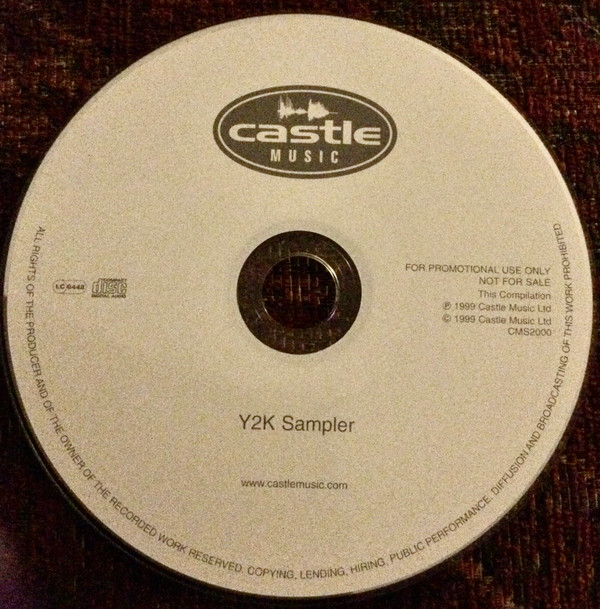 castle
MUSIC
LC 6448
COMPACT
disc
DIGITAL AUDIO
FOR PROMOTIONAL USE ONLY
NOT FOR SALE
This Compilation
℗ 1999 Castle Music Ltd
© 1999 Castle Music Ltd
CMS2000
Y2K Sampler
www.castlemusic.com
ALL RIGHTS OF THE PRODUCER AND OF THE OWNER OF THE RECORDED WORK RESERVED. COPYING, LENDING, HIRING, PUBLIC PERFORMANCE, DIFFUSION AND BROADCASTING OF THIS WORK PROHIBITED